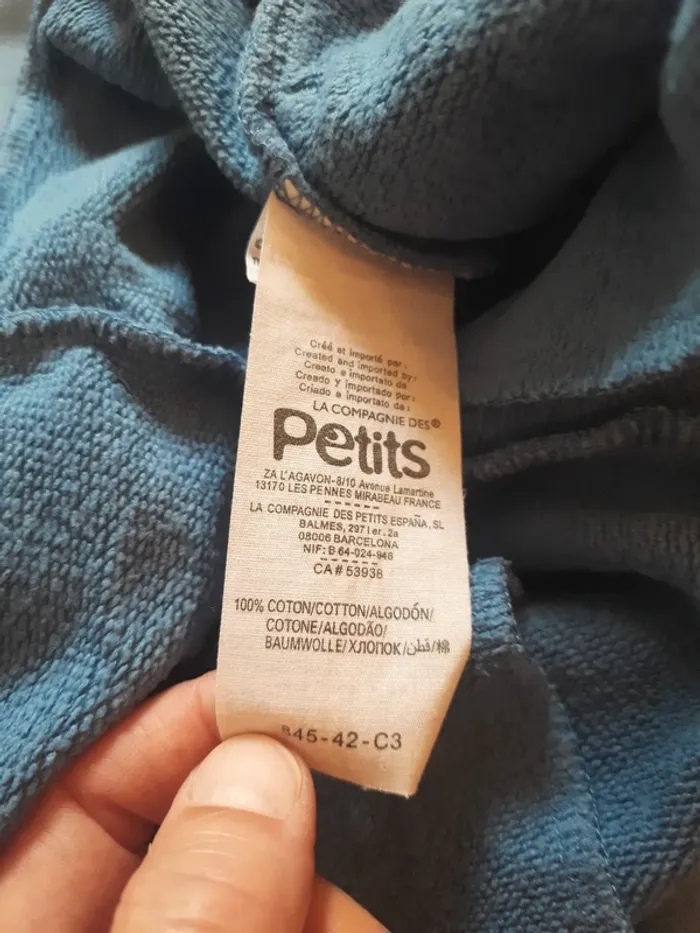 Créé et importé par:
Created and imported by:
Creato e importato da
Creado y importado por:
Criado e importato da:
LA COMPAGNIE DES®
Petits
ZA L'AGAVON-8/10 Avenue Lamartine
13170 LES PENNES MIRABEAU FRANCE
------
LA COMPAGNIE DES PETITS ESPAÑA, SL
BALMES, 297 1er. 2a
08006 BARCELONA
NIF: B 64-024-946
------
CA# 53938
100% COTON/COTTON/ALGODÓN/
COTONE/ALGODÃO/
BAUMWOLLE/ХЛОПОК/قطن/棉
845-42-C3